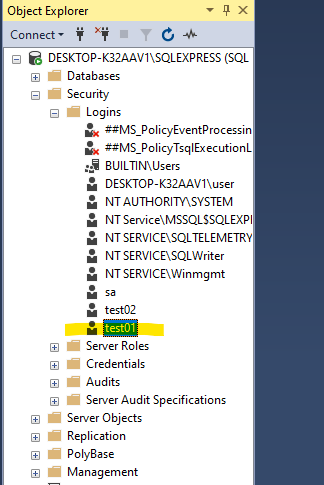 Object Explorer
Connect
DESKTOP-K32AAV1\SQLEXPRESS (SQL
Databases
Security
Logins
##MS_PolicyEventProcessin
##MS_PolicyTsqlExecutionL
BUILTIN\Users
DESKTOP-K32AAV1\user
NT AUTHORITY\SYSTEM
NT Service\MSSQL$SQLEXPI
NT SERVICE\SQLTELEMETRY
NT SERVICE\SQLWriter
NT SERVICE\Winmgmt
sa
test02
test01
Server Roles
Credentials
Audits
Server Audit Specifications
Server Objects
Replication
PolyBase
Management